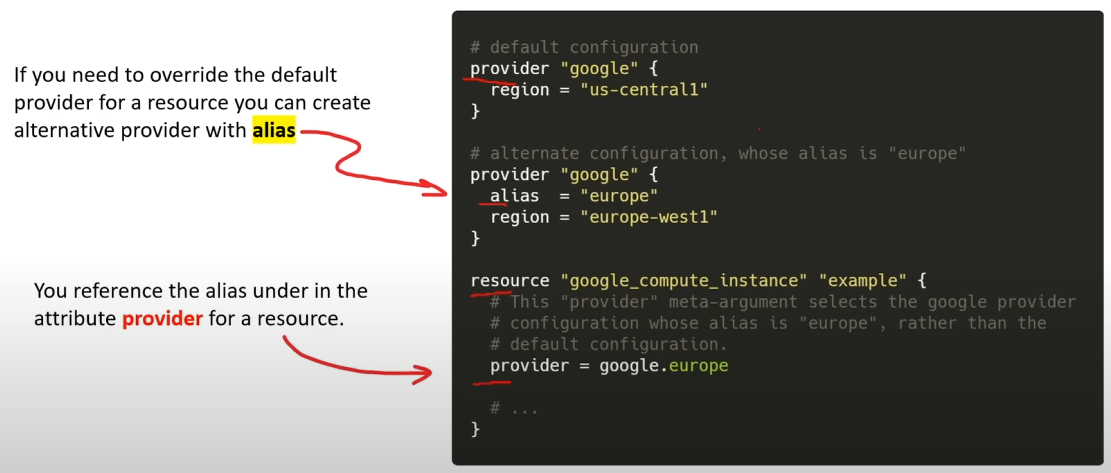 If you need to override the default
provider for a resource you can create
alternative provider with alias
You reference the alias under in the
attribute provider for a resource.
# default configuration
provider "google" {
  region = "us-central1"
}
# alternate configuration, whose alias is "europe"
provider "google" {
  alias  = "europe"
  region = "europe-west1"
}
resource "google_compute_instance" "example" {
  # This "provider" meta-argument selects the google provider
  # configuration whose alias is "europe", rather than the
  # default configuration.
  provider = google.europe
  # ...
}